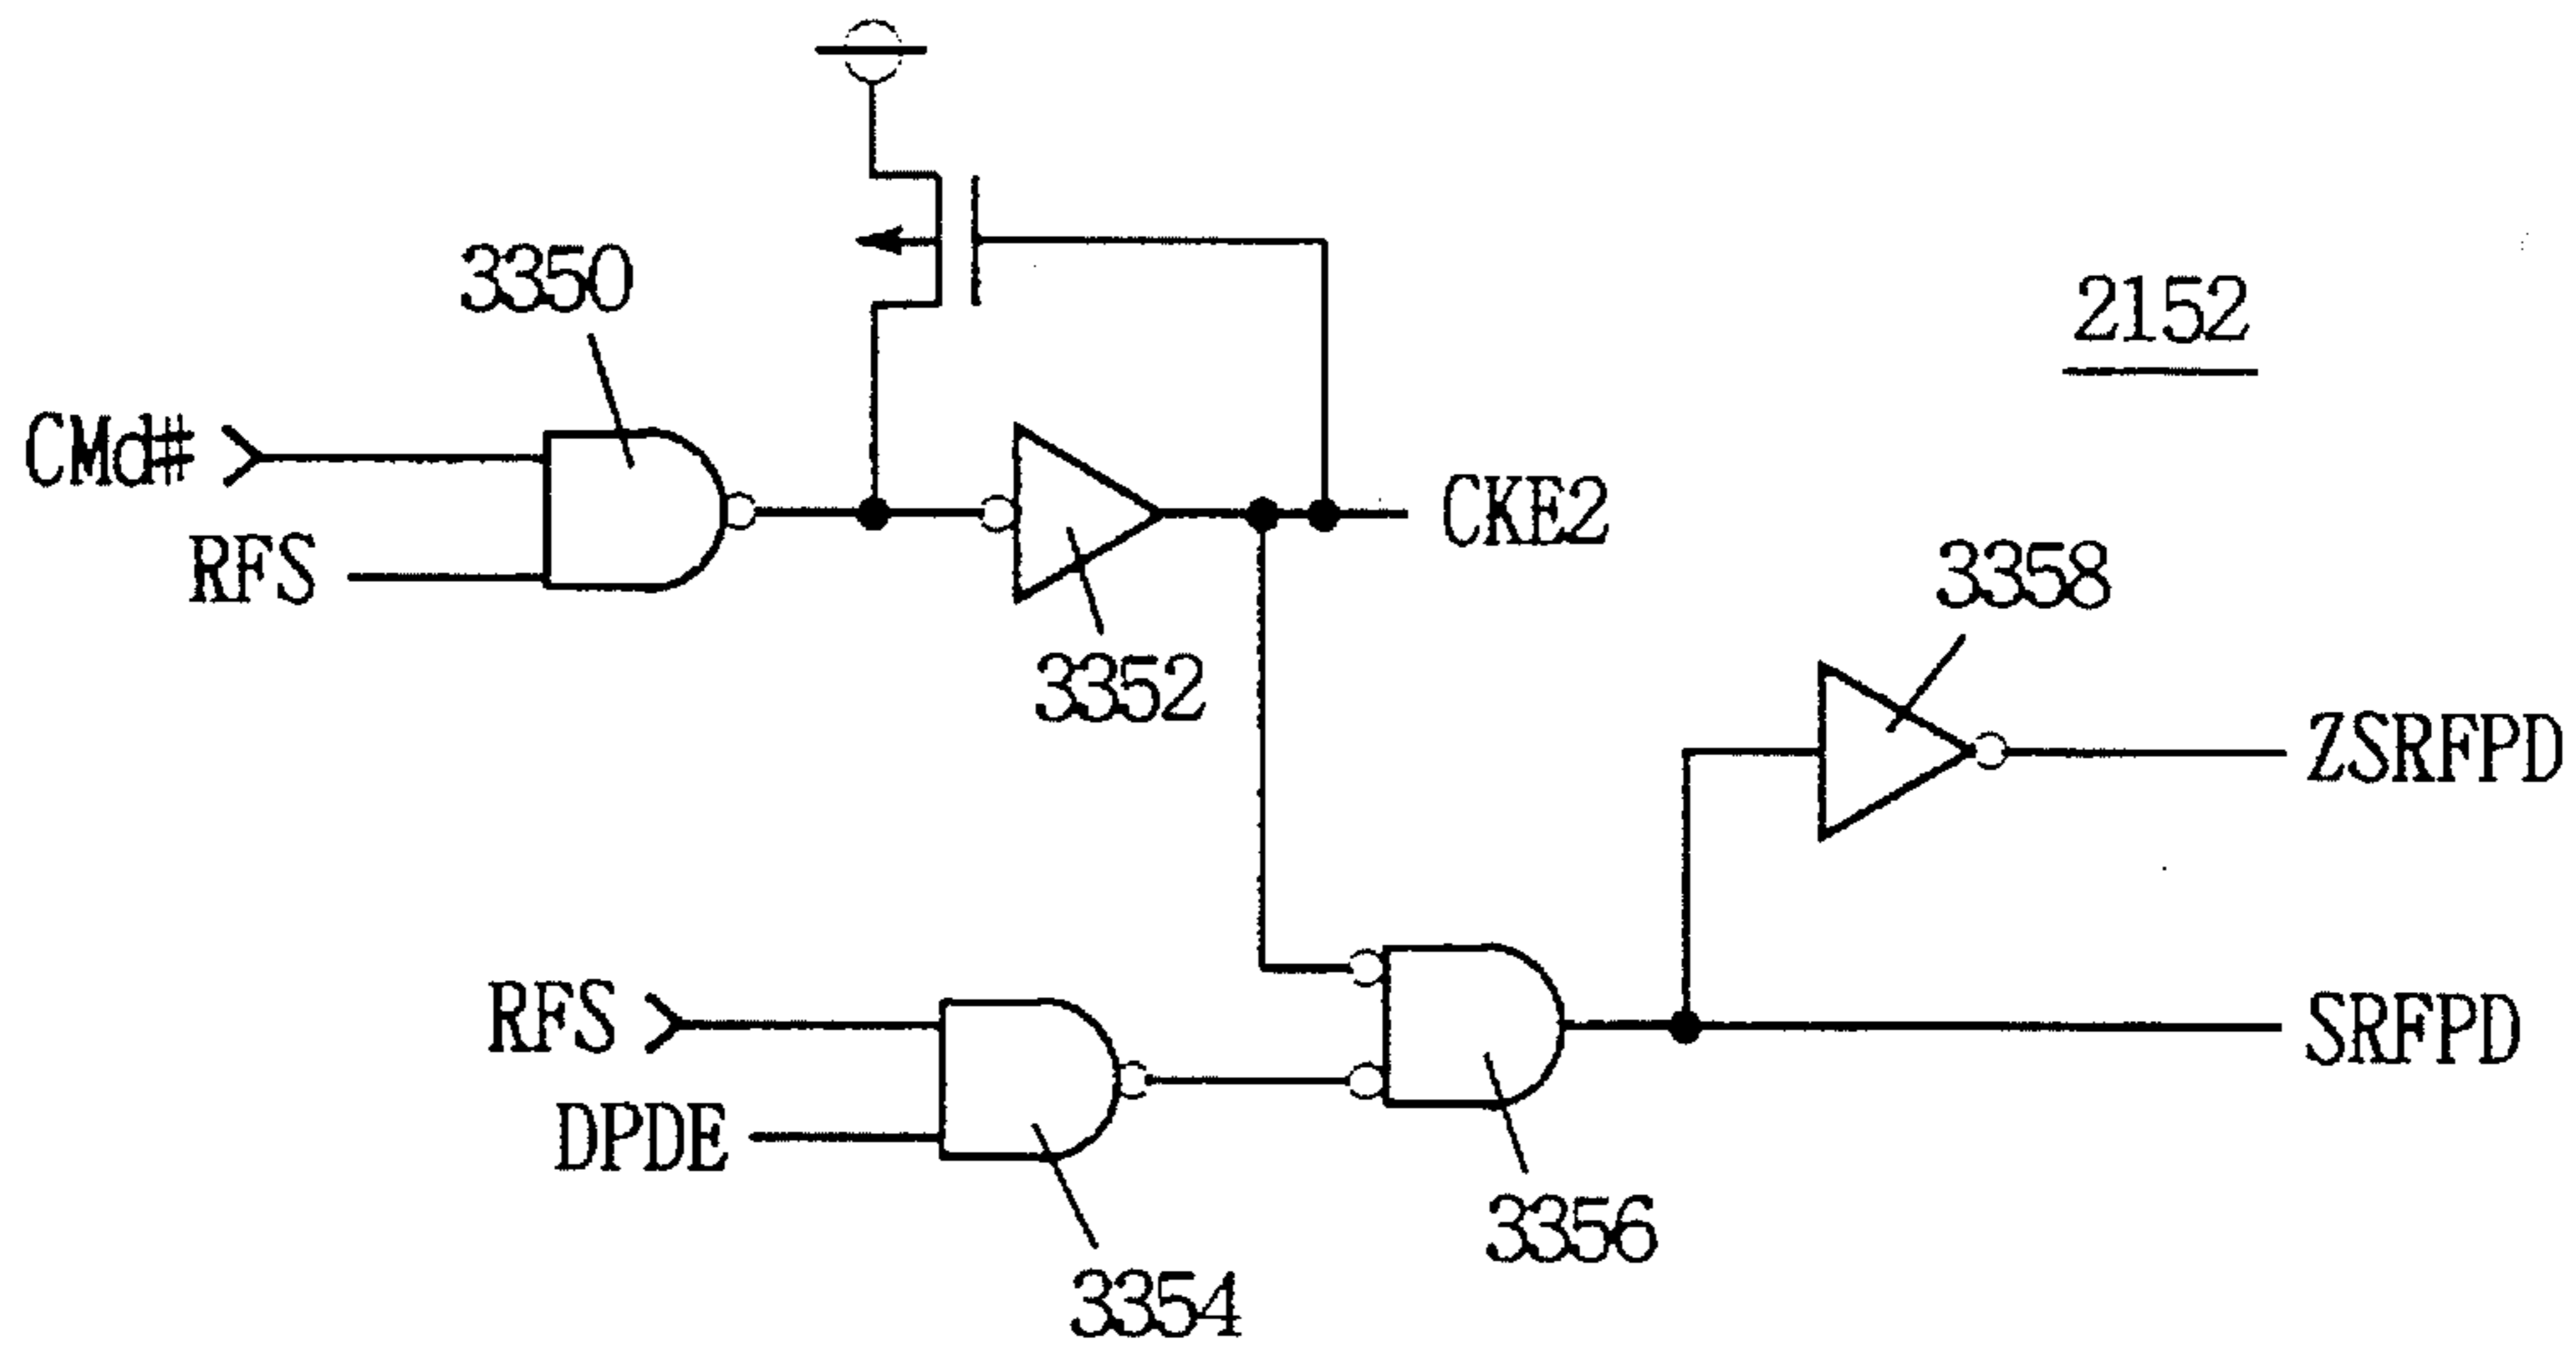 3350
2152
CMd#
RFS
CKE2
3352
3358
ZSRFPD
RFS
SRFPD
DPDE
3356
3354